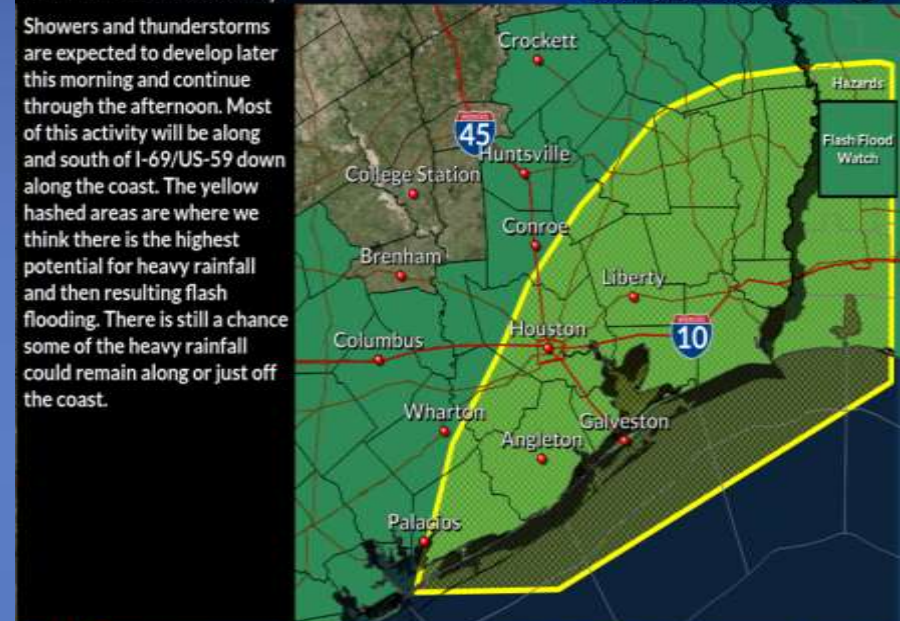 Showers and thunderstorms
are expected to develop later
this morning and continue
through the afternoon. Most
of this activity will be along
and south of I-69/US-59 down
along the coast. The yellow
hashed areas are where we
think there is the highest
potential for heavy rainfall
and then resulting flash
flooding. There is still a chance
some of the heavy rainfall
could remain along or just off
the coast.
Crockett
Hazards
Flash Flood
Watch
45
Huntsville
College Station
Conroe
Brenham
Liberty
Houston
10
Columbus
Wharton
Galveston
Angleton
Palacios